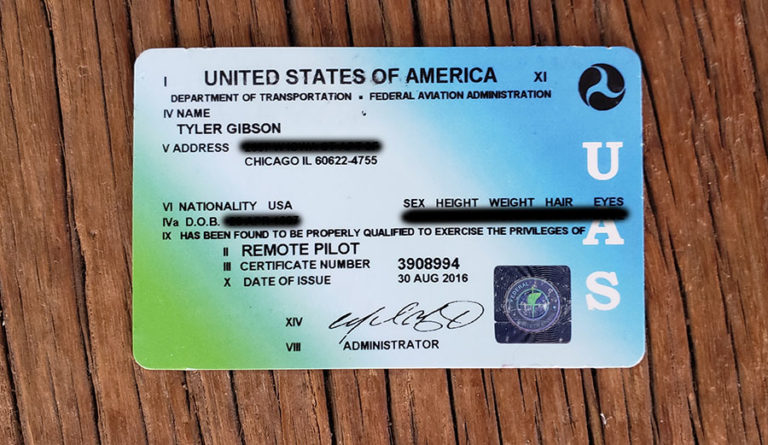 I UNITED STATES OF AMERICA XI
DEPARTMENT OF TRANSPORTATION ▪ FEDERAL AVIATION ADMINISTRATION
IV NAME
TYLER GIBSON
V ADDRESS
CHICAGO IL 60622-4755
VI NATIONALITY USA SEX HEIGHT WEIGHT HAIR EYES
IVa D.O.B.
IX HAS BEEN FOUND TO BE PROPERLY QUALIFIED TO EXERCISE THE PRIVILEGES OF
II REMOTE PILOT
III CERTIFICATE NUMBER 3908994
X DATE OF ISSUE 30 AUG 2016
XIV
VIII ADMINISTRATOR
UAS